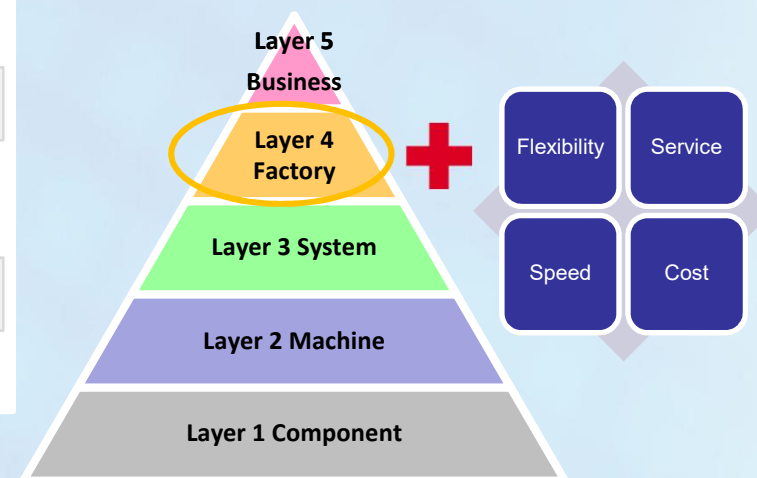 Layer 5
Business
Layer 4
Factory
Layer 3 System
Layer 2 Machine
Layer 1 Component
Flexibility
Service
Speed
Cost